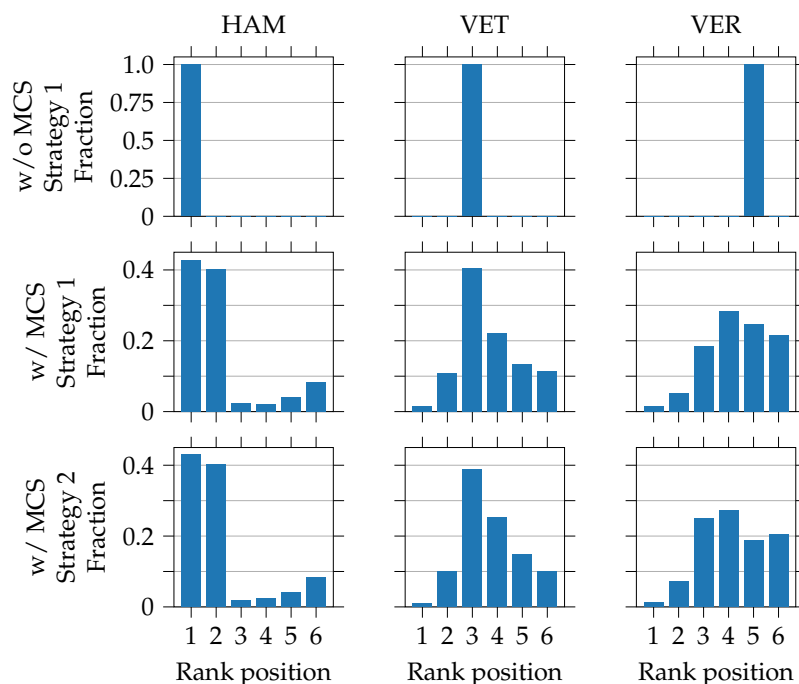 HAM VET VER
w/o MCS
Strategy 1
Fraction
1.0
0.75
0.5
0.25
0
w/ MCS
Strategy 1
Fraction
0.4
0.2
0
w/ MCS
Strategy 2
Fraction
0.4
0.2
0
1 2 3 4 5 6 1 2 3 4 5 6 1 2 3 4 5 6
Rank position Rank position Rank position